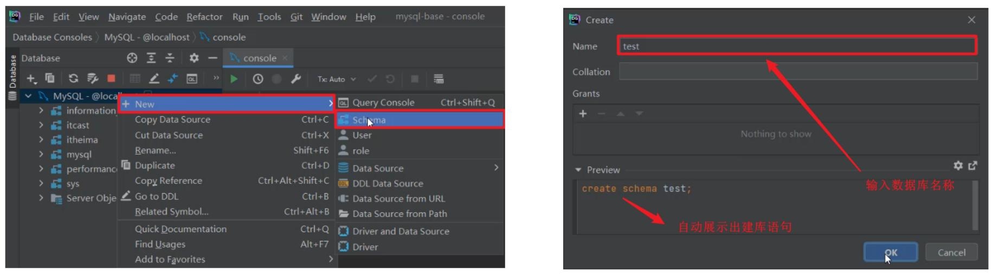 File Edit View Navigate Code Refactor Run Tools Git Window Help mysql-base - console
Database Consoles MySQL - @localhost console
Database
Database
console
Tx: Auto
MySQL - @loca
information_
itcast
itheima
mysql
performanc
sys
Server Obje
New
Copy Data Source Ctrl+C
Cut Data Source Ctrl+X
Rename... Shift+F6
Duplicate Ctrl+D
Copy Reference Ctrl+Alt+Shift+C
Go to DDL Ctrl+B
Related Symbol... Ctrl+Alt+B
Quick Documentation Ctrl+Q
Find Usages Alt+F7
Add to Favorites
Query Console Ctrl+Shift+Q
Schema
User
role
Data Source
DDL Data Source
Data Source from URL
Data Source from Path
Driver and Data Source
Driver
Create
Name test
Collation
Grants
Nothing to show
Preview
create schema test;
输入数据库名称
自动展示出建库语句
OK Cancel